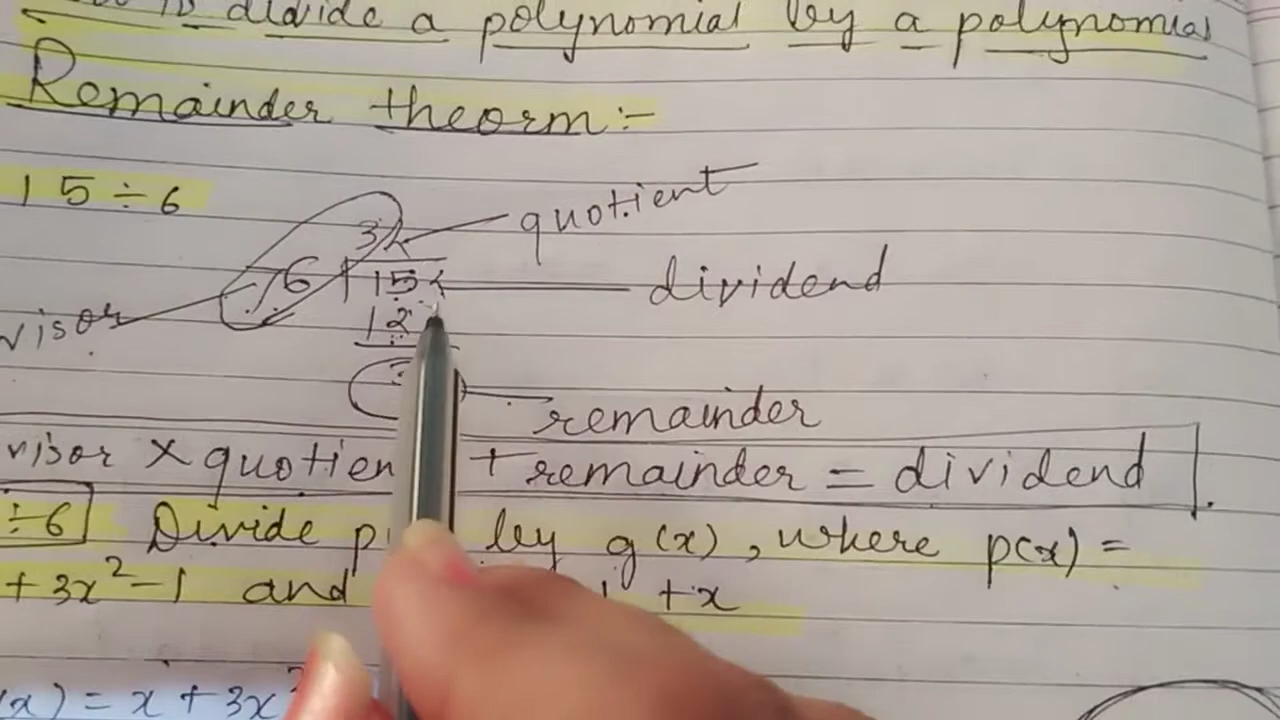 divide a polynomial by a polynomial
Remainder theorm:-
15÷6
quotient
3
6 15 dividend
visor
12
remainder
visor × quotien + remainder = dividend
÷6] Divide p by g(x), where p(x) =
+ 3x²-1 and +x
(x) = x + 3x²